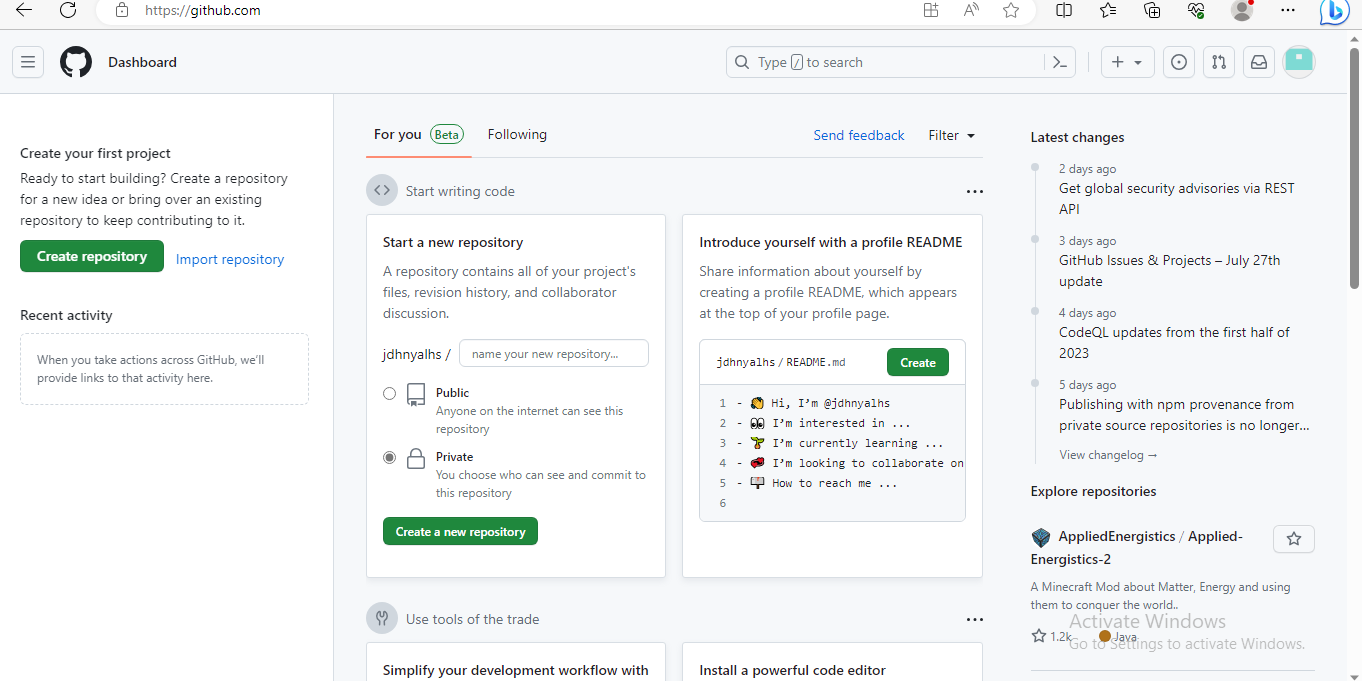 https://github.com
Dashboard
Type / to search
Create your first project
Ready to start building? Create a repository
for a new idea or bring over an existing
repository to keep contributing to it.
Create repository
Import repository
Recent activity
When you take actions across GitHub, we'll
provide links to that activity here.
For you Beta
Following
Send feedback
Filter
Start writing code
Start a new repository
A repository contains all of your project's
files, revision history, and collaborator
discussion.
jdhnyalhs /
name your new repository...
Public
Anyone on the internet can see this
repository
Private
You choose who can see and commit to
this repository
Create a new repository
Introduce yourself with a profile README
Share information about yourself by
creating a profile README, which appears
at the top of your profile page.
jdhnyalhs / README.md
Create
1 - 👋 Hi, I'm @jdhnyalhs
2 - 👀 I'm interested in ...
3 - 🌱 I'm currently learning ...
4 - 💞️ I'm looking to collaborate on
5 - 📫 How to reach me ...
6
Use tools of the trade
Simplify your development workflow with
Install a powerful code editor
Latest changes
2 days ago
Get global security advisories via REST
API
3 days ago
GitHub Issues & Projects – July 27th
update
4 days ago
CodeQL updates from the first half of
2023
5 days ago
Publishing with npm provenance from
private source repositories is no longer...
View changelog →
Explore repositories
AppliedEnergistics / Applied-
Energistics-2
A Minecraft Mod about Matter, Energy and using
them to conquer the world..
1.2k
Java
Activate Windows
Go to Settings to activate Windows.